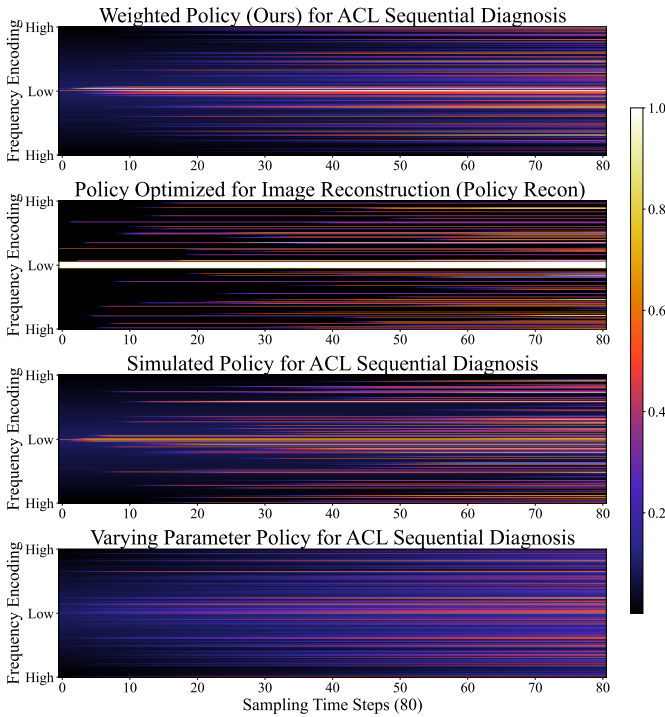 Weighted Policy (Ours) for ACL Sequential Diagnosis
Frequency Encoding
High
Low
High
0 10 20 30 40 50 60 70 80
Policy Optimized for Image Reconstruction (Policy Recon)
Frequency Encoding
High
Low
High
0 10 20 30 40 50 60 70 80
Simulated Policy for ACL Sequential Diagnosis
Frequency Encoding
High
Low
High
0 10 20 30 40 50 60 70 80
Varying Parameter Policy for ACL Sequential Diagnosis
Frequency Encoding
High
Low
High
0 10 20 30 40 50 60 70 80
Sampling Time Steps (80)
1.0
0.8
0.6
0.4
0.2